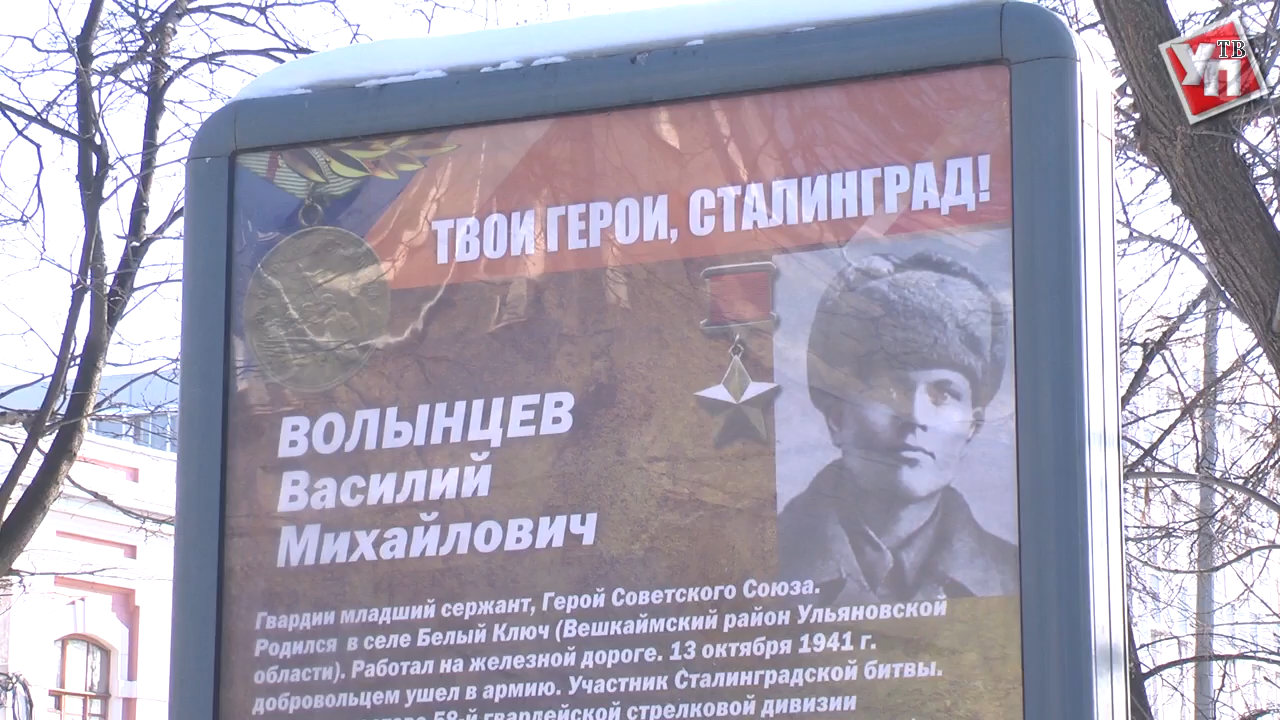 УП ТВ
ТВОИ ГЕРОИ, СТАЛИНГРАД!
ВОЛЫНЦЕВ
Василий
Михайлович
Гвардии младший сержант, Герой Советского Союза.
Родился в селе Белый Ключ (Вешкаймский район Ульяновской
области). Работал на железной дороге. 13 октября 1941 г.
добровольцем ушел в армию. Участник Сталинградской битвы.
58-й гвардейской стрелковой дивизии